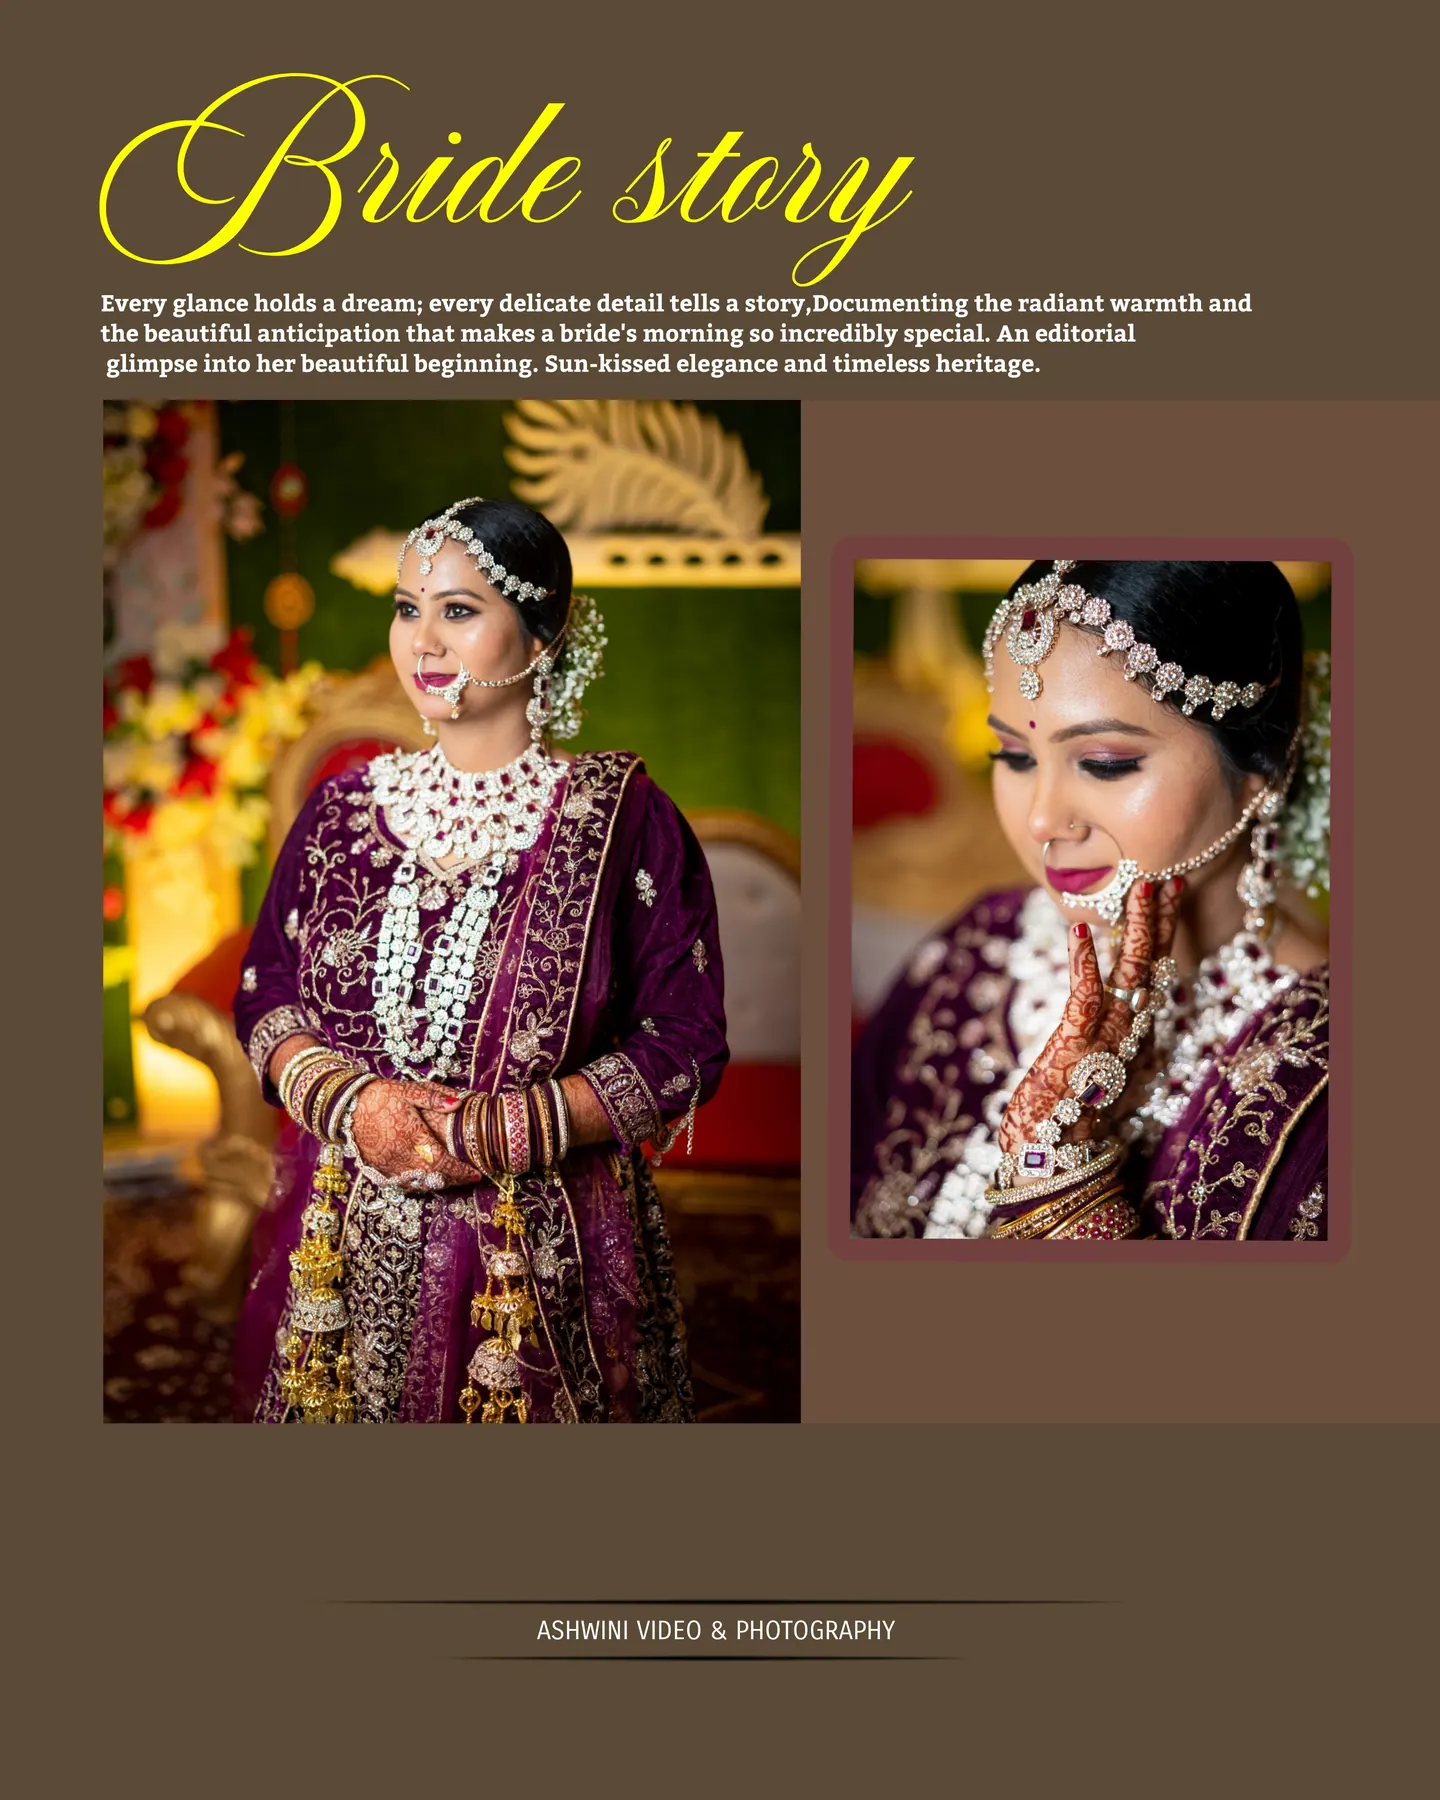 Bride story
Every glance holds a dream; every delicate detail tells a story,Documenting the radiant warmth and
the beautiful anticipation that makes a bride's morning so incredibly special. An editorial
glimpse into her beautiful beginning. Sun-kissed elegance and timeless heritage.
ASHWINI VIDEO & PHOTOGRAPHY